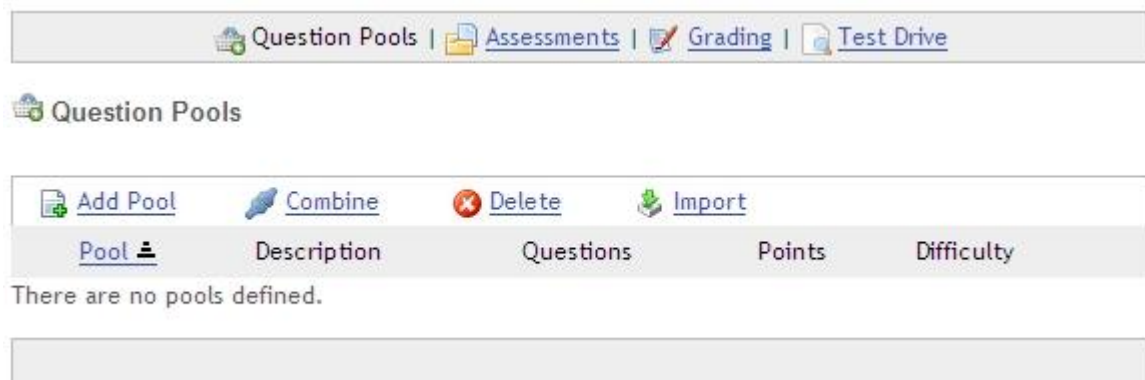 Question Pools | Assessments | Grading | Test Drive
Question Pools
Add Pool Combine Delete Import
Pool Description Questions Points Difficulty
There are no pools defined.